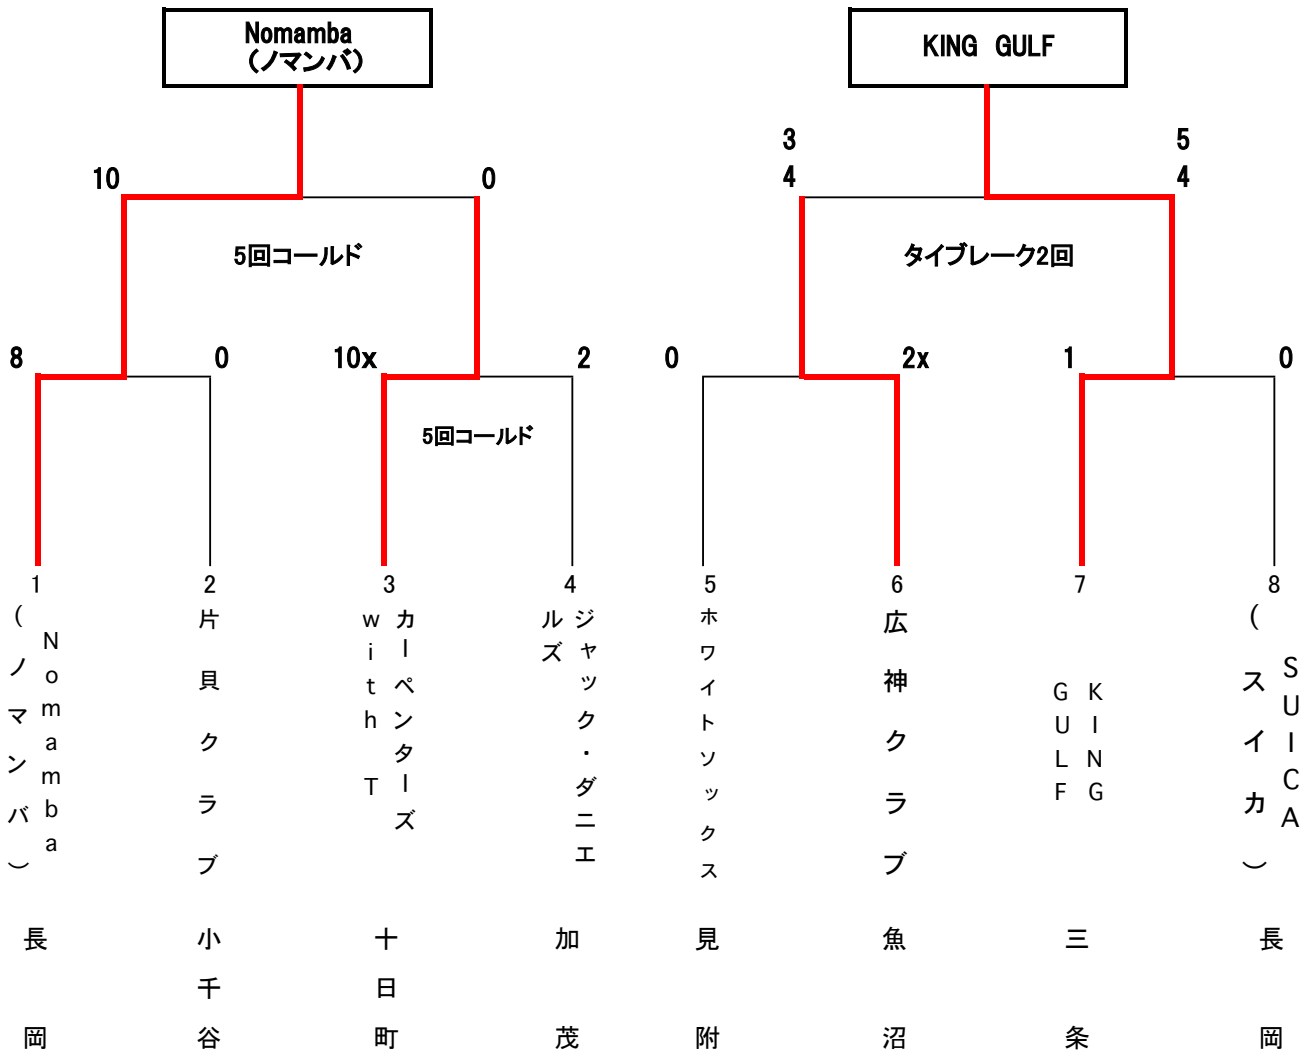 Nomamba
（ノマンバ）
KING GULF
3
5
10
0
4
4
5回コールド
タイブレーク2回
8
0
10x
2
0
2x
1
0
5回コールド
1
2
3
4
5
6
7
8
Nomamba
（ノマンバ）
片貝クラブ
カーペンターズ
with T
ジャック・ダニエ
ルズ
ホワイトソックス
広神クラブ
KING
GULF
SUICA
（スイカ）
長岡
小千谷
十日町
加茂
見附
魚沼
三条
長岡